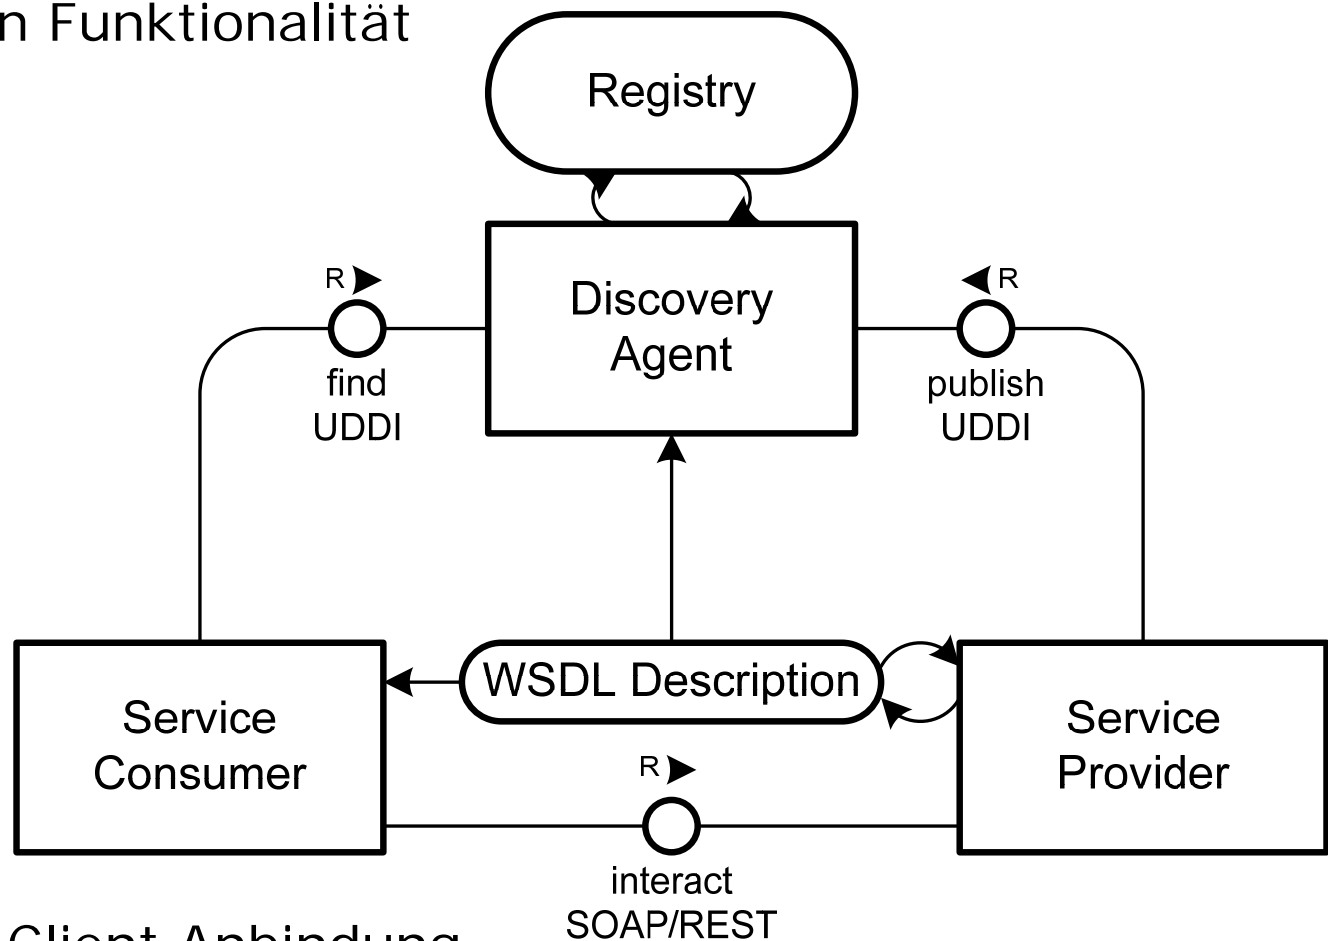 n Funktionalität
Registry
Discovery
Agent
R
find
UDDI
R
publish
UDDI
WSDL Description
Service
Consumer
Service
Provider
R
interact
SOAP/REST
Client Anbindung